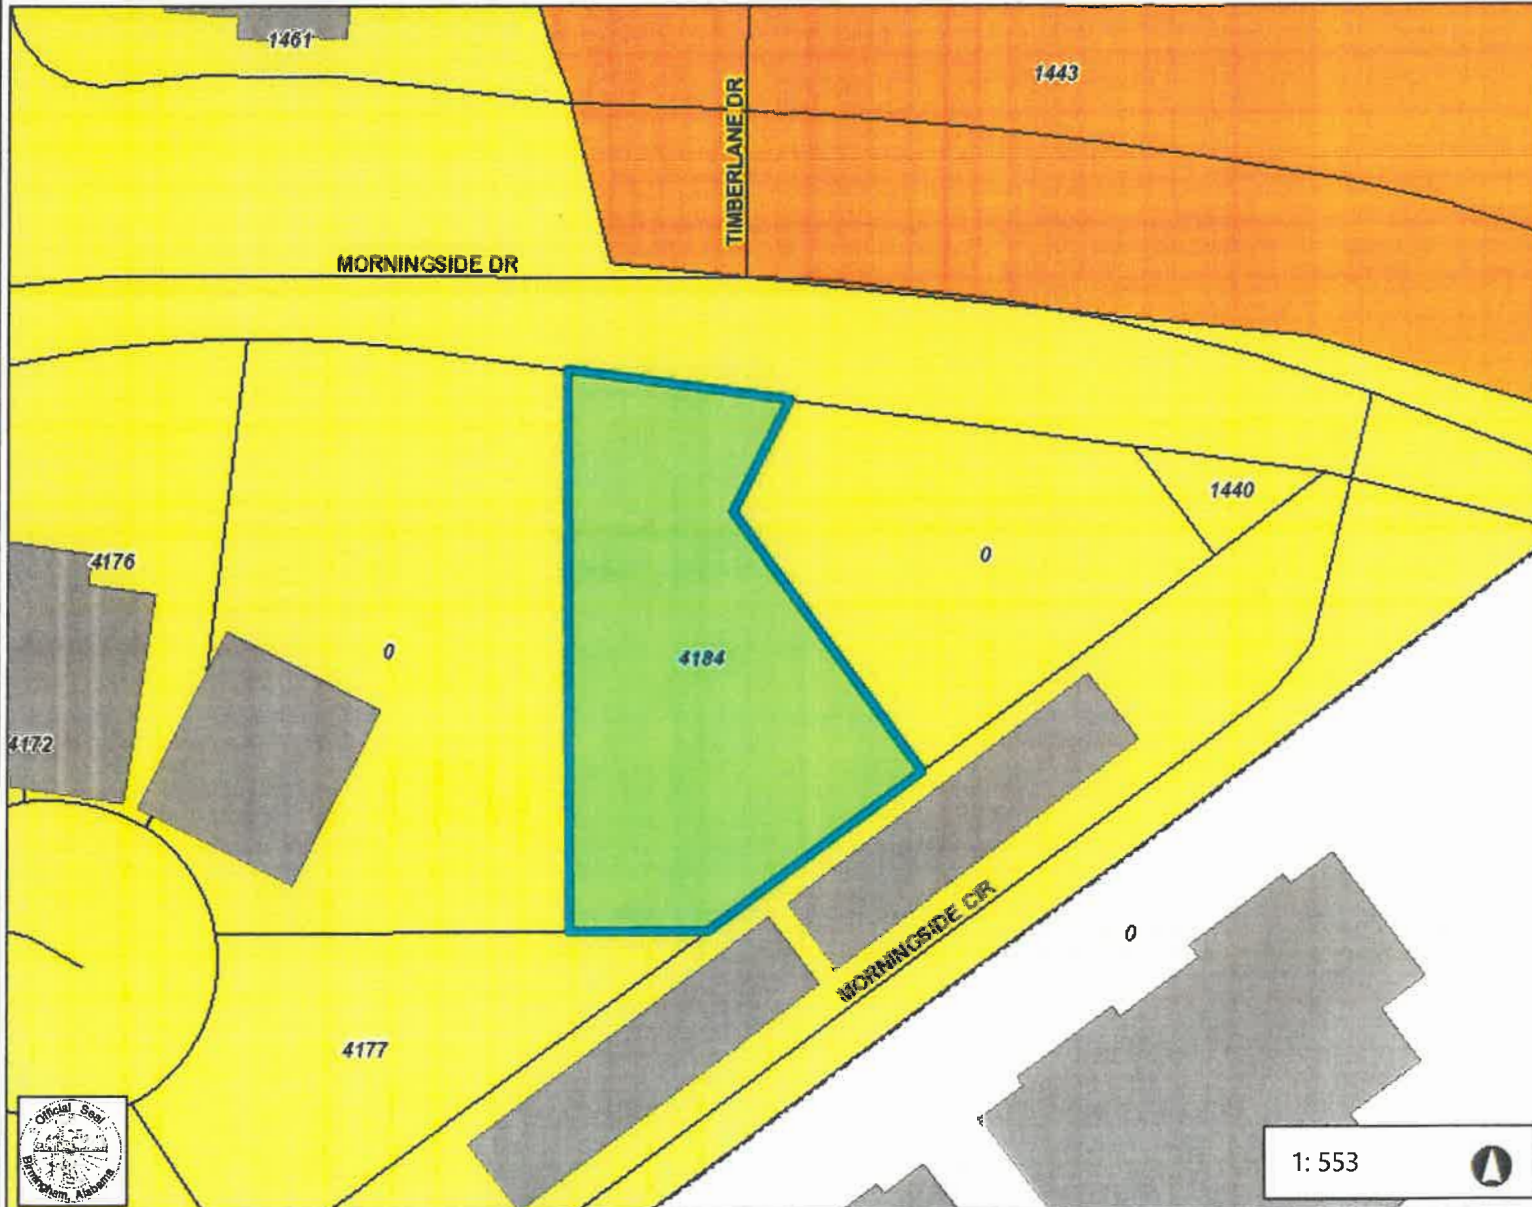 1461
1443
TIMBERLANE DR
MORNINGSIDE DR
1440
0
4176
0
4184
4172
MORNINGSIDE CIR
0
4177
Official Seal
Birmingham, Alabama
1: 553